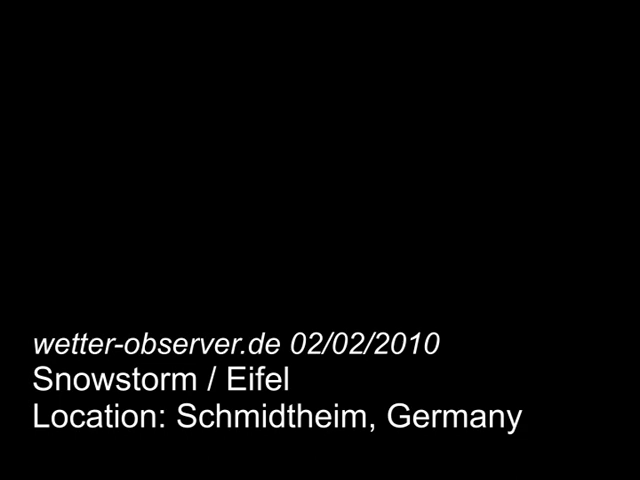 wetter-observer.de 02/02/2010
Snowstorm / Eifel
Location: Schmidtheim, Germany